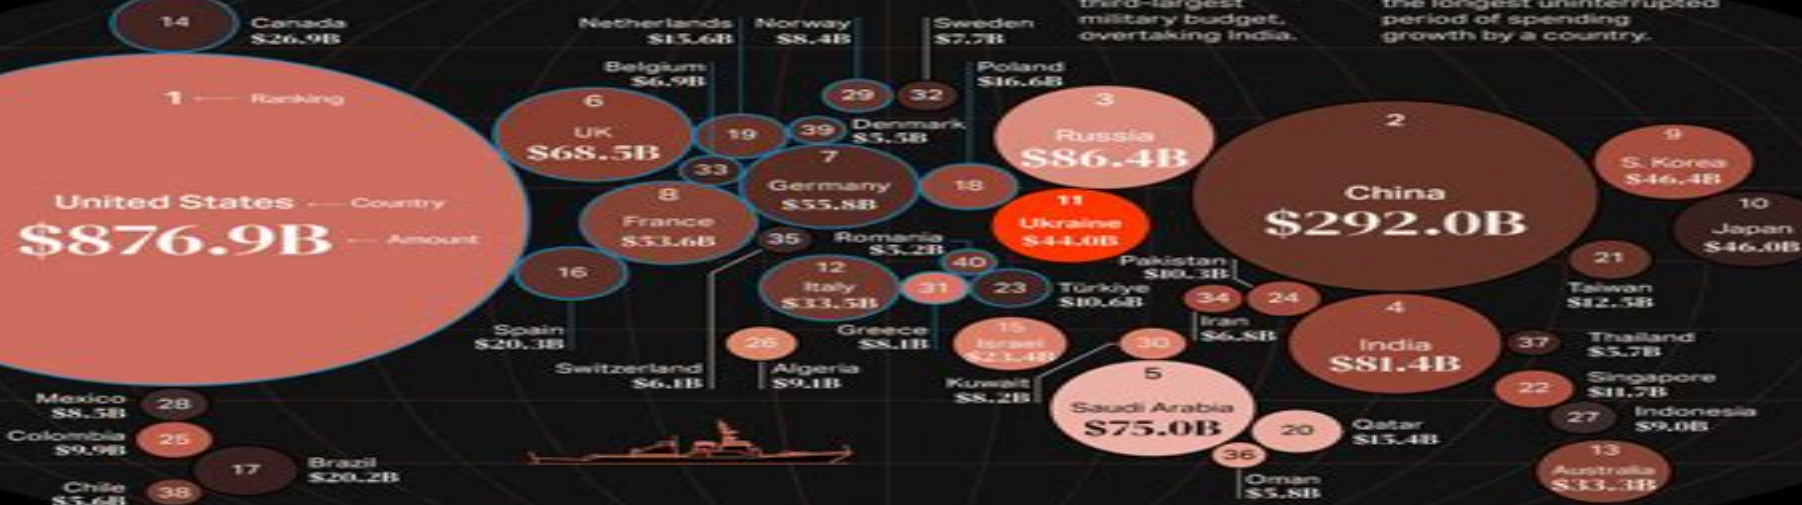 third-largest
military budget,
overtaking India.
the longest uninterrupted
period of spending
growth by a country.
14
Canada
$26.9B
Netherlands
$15.6B
Norway
$8.4B
Sweden
$7.7B
Belgium
$6.9B
Poland
$16.6B
1 Ranking
United States Country
$876.9B Amount
6
UK
$68.5B
19
39
Denmark
$5.5B
29
32
33
7
Germany
$55.8B
18
8
France
$53.6B
3
Russia
$86.4B
11
Ukraine
$44.0B
2
China
$292.0B
9
S. Korea
$46.4B
10
Japan
$46.0B
21
Taiwan
$12.5B
16
Spain
$20.3B
35
Switzerland
$6.1B
Romania
$5.2B
40
12
Italy
$33.5B
31
Greece
$8.1B
23
Türkiye
$10.6B
Pakistan
$10.3B
34
24
Iran
$6.8B
4
India
$81.4B
37
Thailand
$5.7B
26
Algeria
$9.1B
15
Israel
$23.4B
30
Kuwait
$8.2B
5
Saudi Arabia
$75.0B
20
Qatar
$15.4B
36
Oman
$5.8B
22
Singapore
$11.7B
27
Indonesia
$9.0B
13
Australia
$33.3B
Mexico
$8.5B
28
Colombia
$9.9B
25
17
Brazil
$20.2B
Chile
$5.6B
38